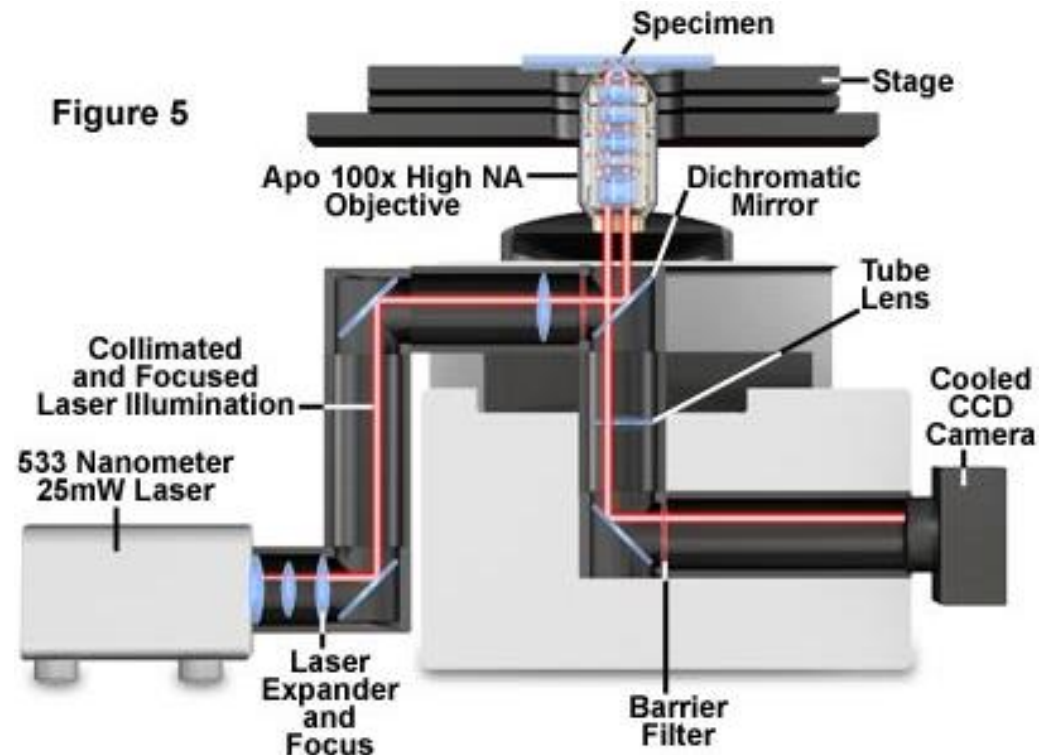 Specimen
Stage
Figure 5
Apo 100x High NA
Objective
Dichromatic
Mirror
Tube
Lens
Collimated
and Focused
Laser Illumination
Cooled
CCD
Camera
533 Nanometer
25mW Laser
Laser
Expander
and
Focus
Barrier
Filter